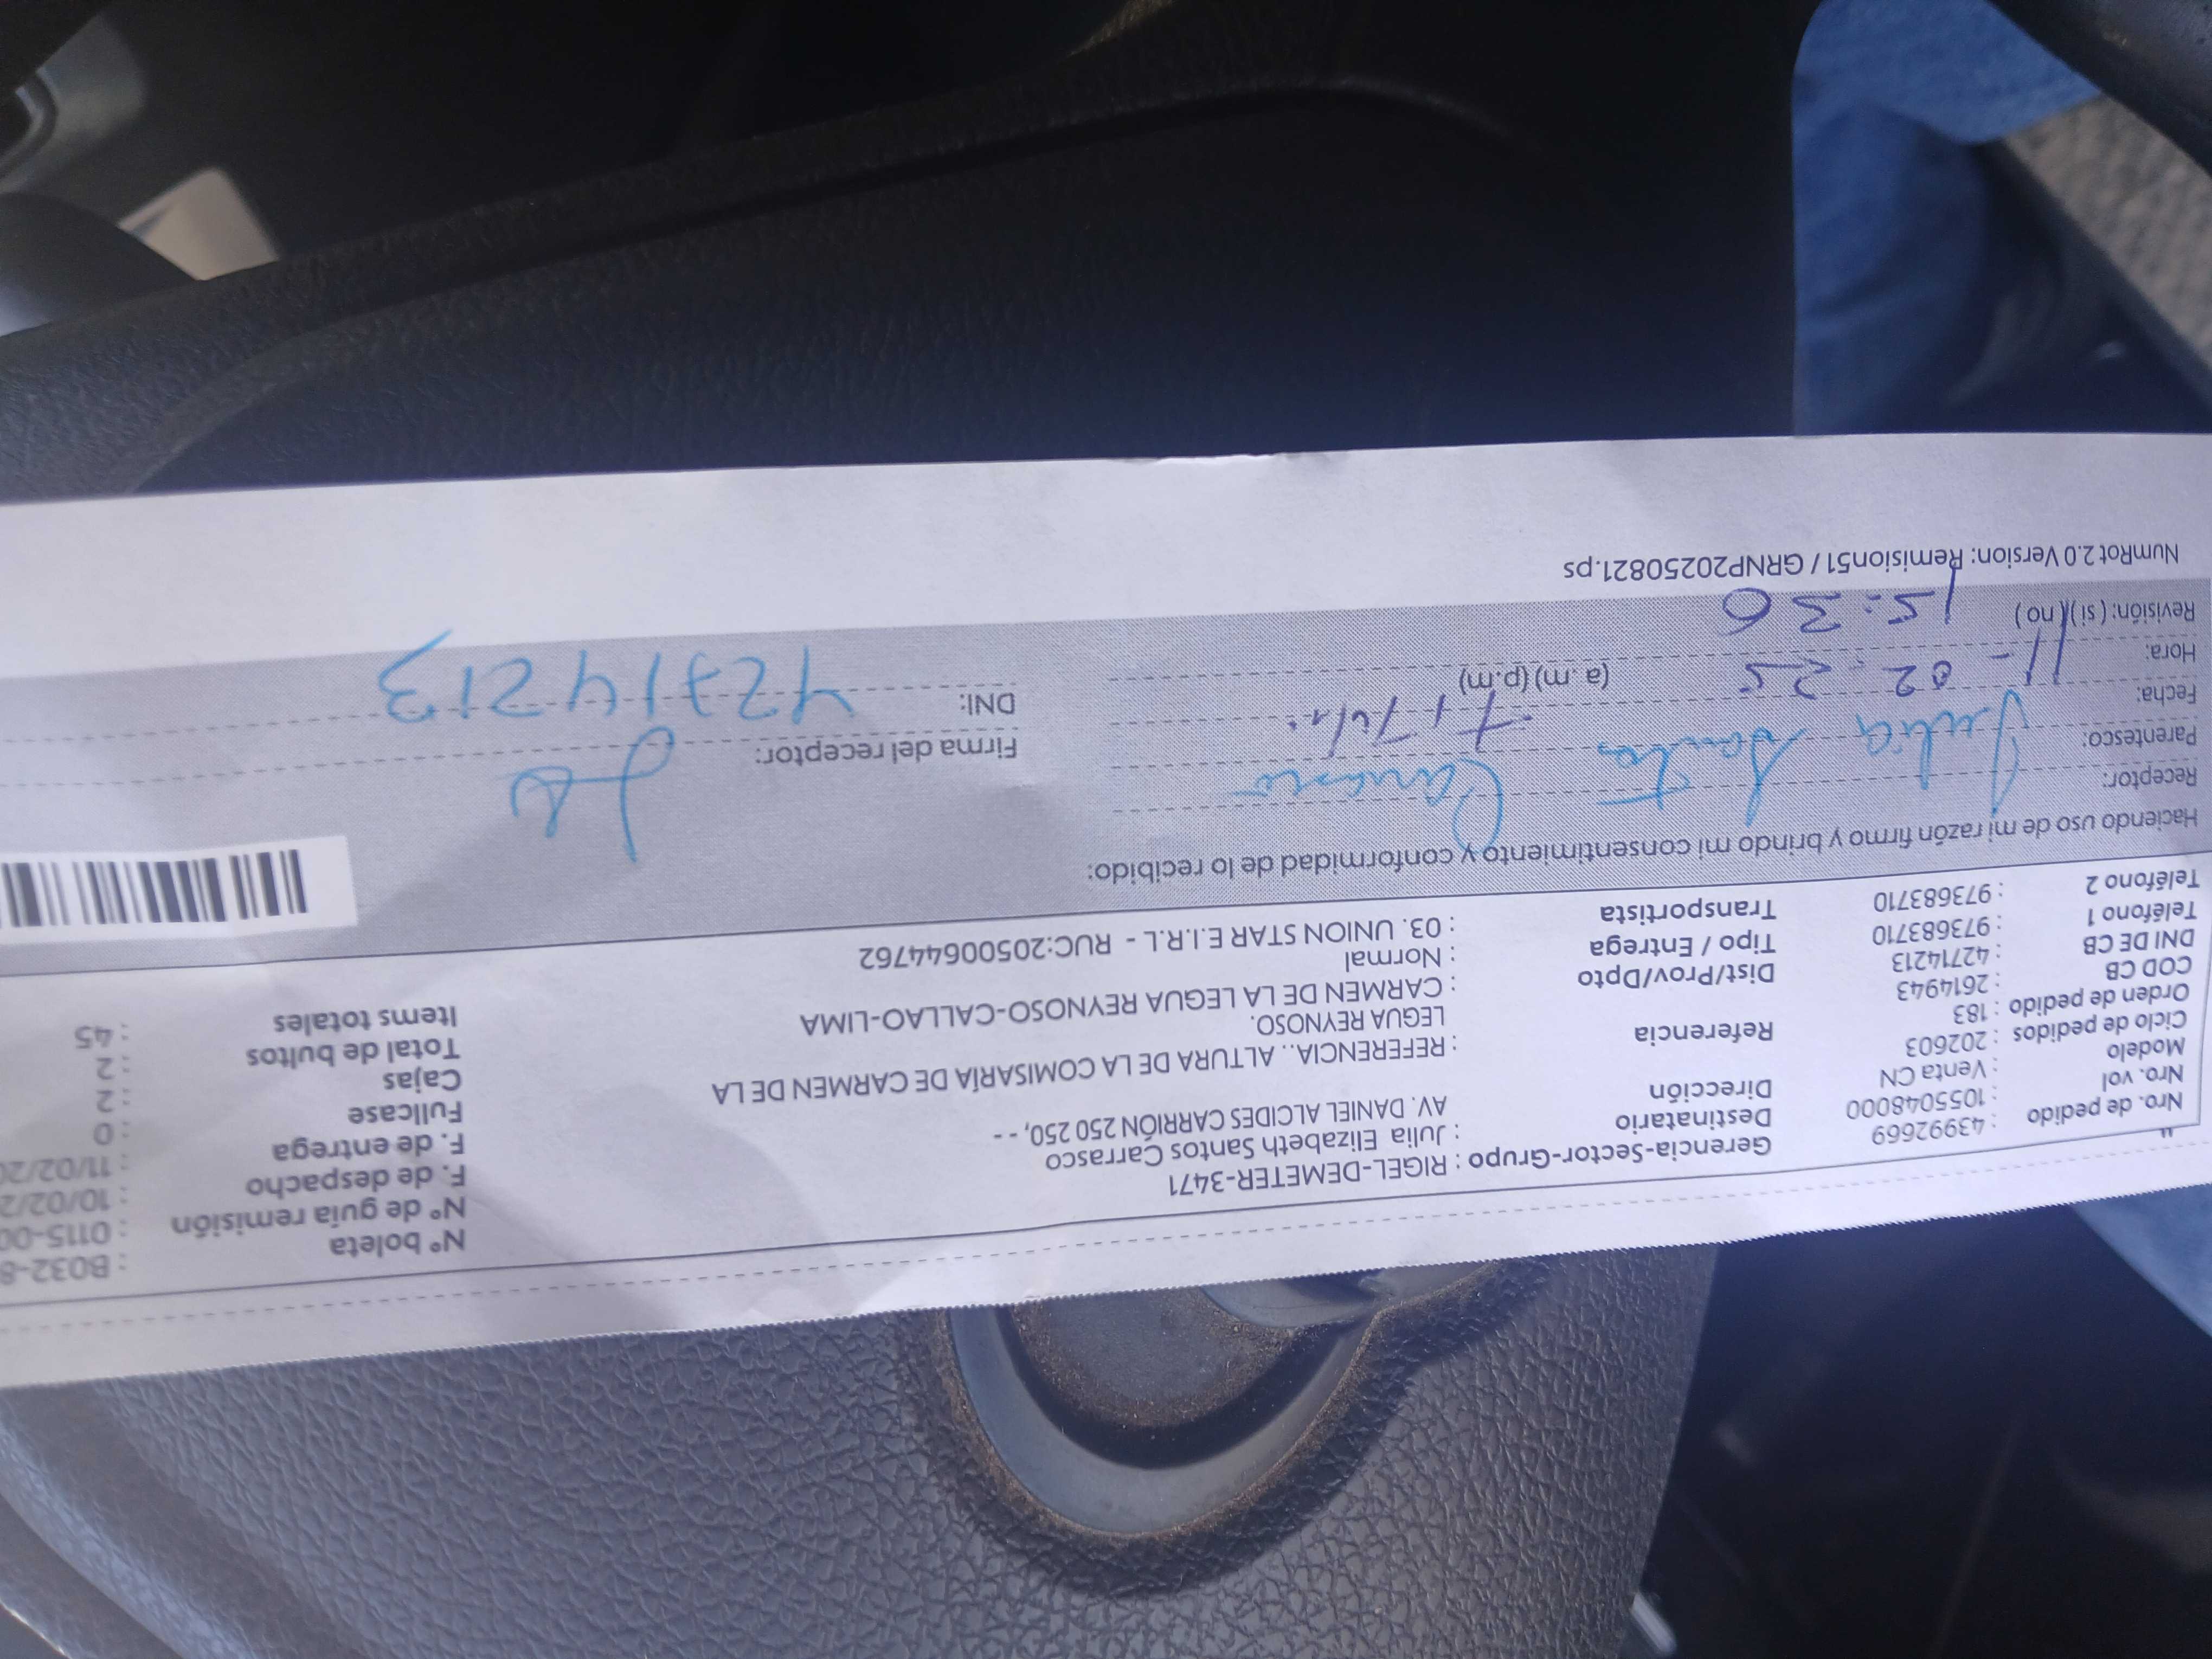 Nro. de pedido : 43992669
Nro. vol : 1055048000
Modelo : Venta CN
Ciclo de pedidos : 202603
Orden de pedido : 183
COD CB : 2614943
DNI DE CB : 42714213
Teléfono 1 : 973683710
Teléfono 2 : 973683710
Gerencia-Sector-Grupo : RIGEL-DEMETER-3471
Destinatario : Julia Elizabeth Santos Carrasco
Dirección AV. DANIEL ALCIDES CARRIÓN 250 250, - -
Referencia : REFERENCIA.. ALTURA DE LA COMISARÍA DE CARMEN DE LA
LEGUA REYNOSO.
Dist/Prov/Dpto : CARMEN DE LA LEGUA REYNOSO-CALLAO-LIMA
Tipo / Entrega : Normal
Transportista : 03. UNION STAR E.I.R.L - RUC:20500644762
Nº boleta : B032-8
Nº de guía remisión : 0115-00
F. de despacho : 10/02/2
F. de entrega : 11/02/20
Fullcase : 0
Cajas : 2
Total de bultos : 2
Items totales : 45
Haciendo uso de mi razón firmo y brindo mi consentimiento y conformidad de lo recibido:
Receptor: Julia Santos
Parentesco:
Fecha: 11-02-25
Hora: 15:36 (a.m) (p.m)
Revisión: ( si ) ( no )
Firma del receptor:
DNI: 42714213
NumRot 2.0 Version: Remision51 / GRNP20250821.ps